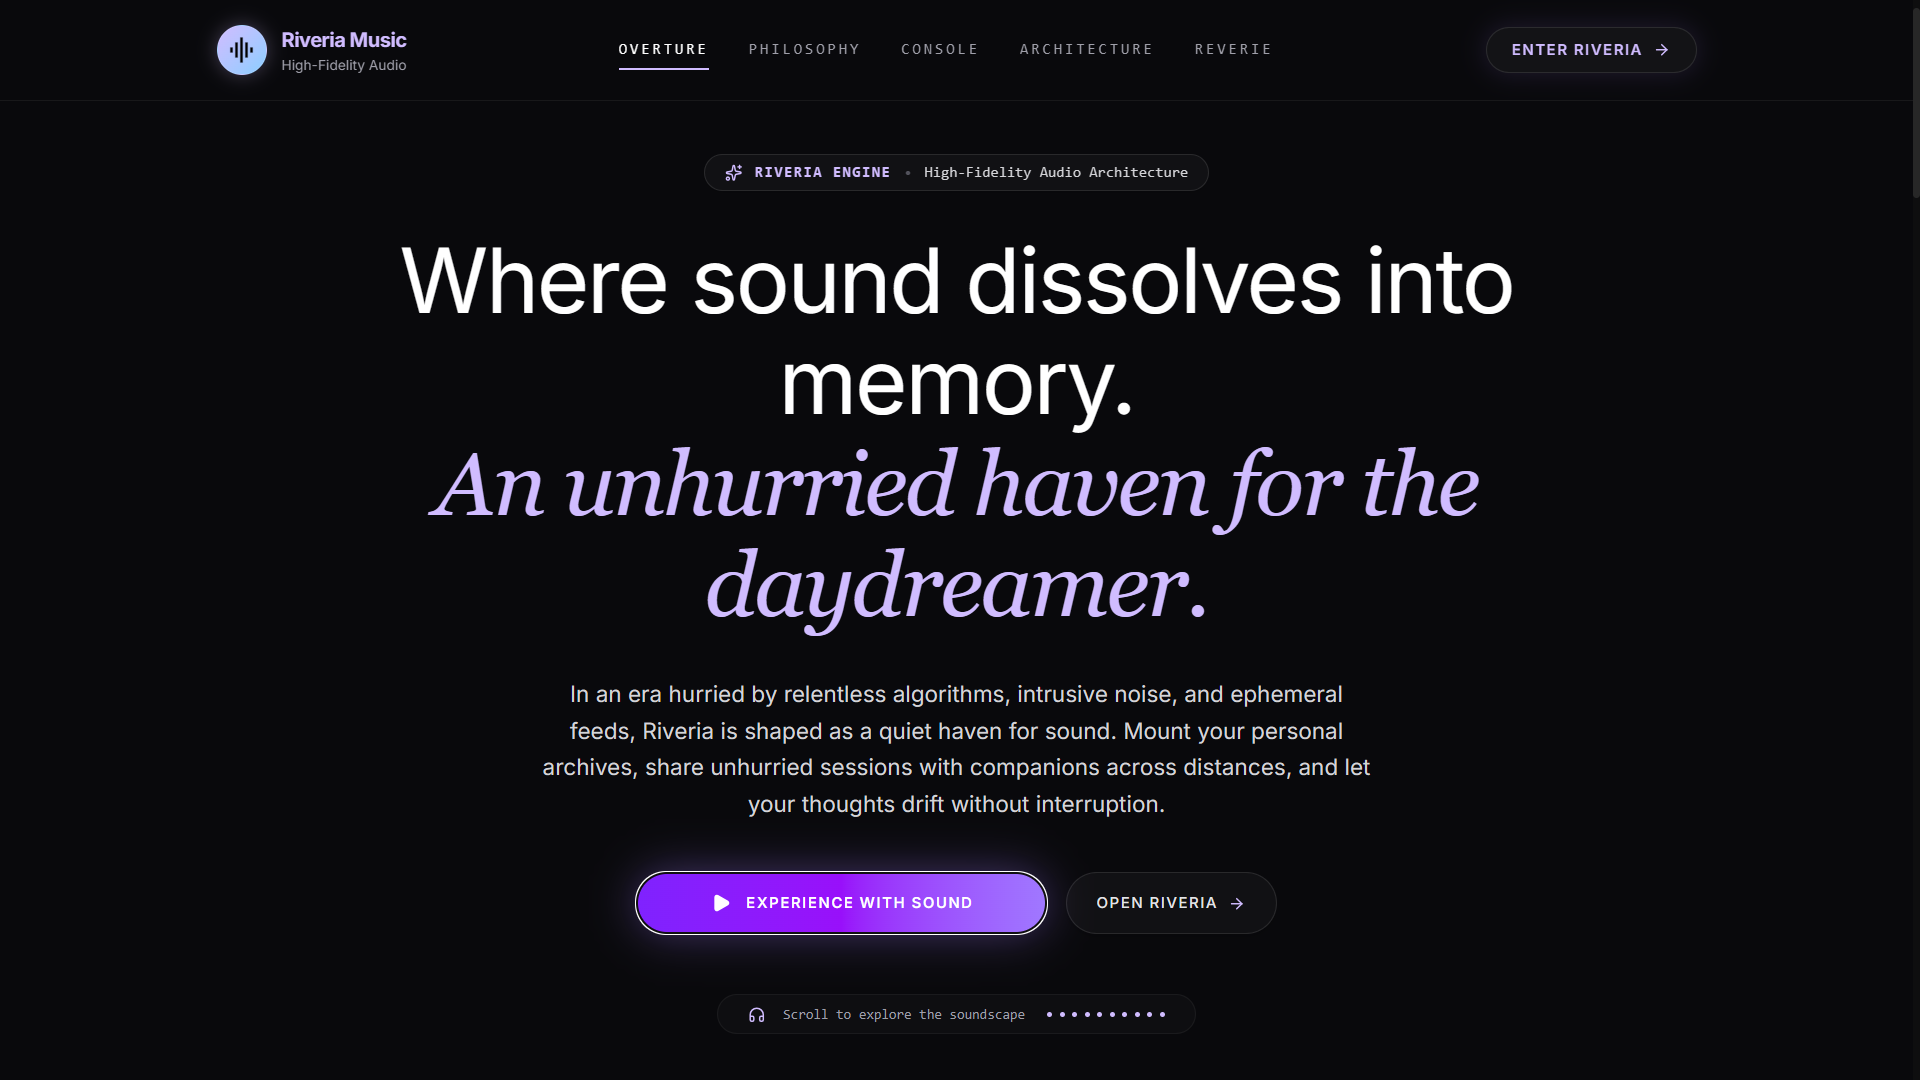 Riveria Music
High-Fidelity Audio
OVERTURE
PHILOSOPHY
CONSOLE
ARCHITECTURE
REVERIE
ENTER RIVERIA
RIVERIA ENGINE • High-Fidelity Audio Architecture
Where sound dissolves into
memory.
An unhurried haven for the
daydreamer.
In an era hurried by relentless algorithms, intrusive noise, and ephemeral
feeds, Riveria is shaped as a quiet haven for sound. Mount your personal
archives, share unhurried sessions with companions across distances, and let
your thoughts drift without interruption.
EXPERIENCE WITH SOUND
OPEN RIVERIA
Scroll to explore the soundscape